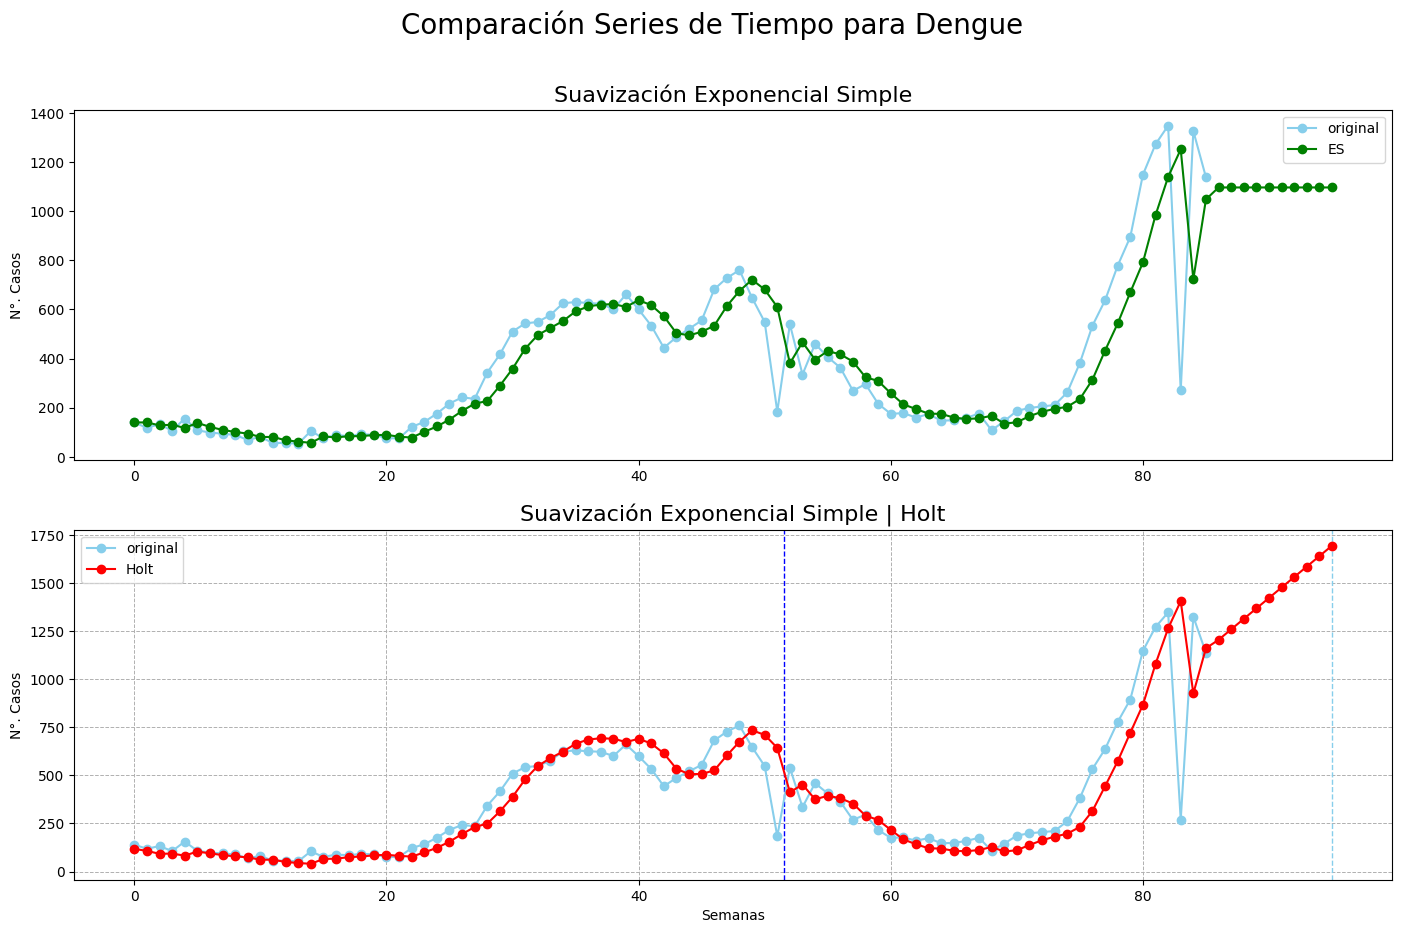 Comparación Series de Tiempo para Dengue
Suavización Exponencial Simple
1400
1200
1000
800
600
400
200
0
N°. Casos
original
ES
0
20
40
60
80
Suavización Exponencial Simple | Holt
1750
1500
1250
1000
750
500
250
0
N°. Casos
original
Holt
0
20
40
60
80
Semanas